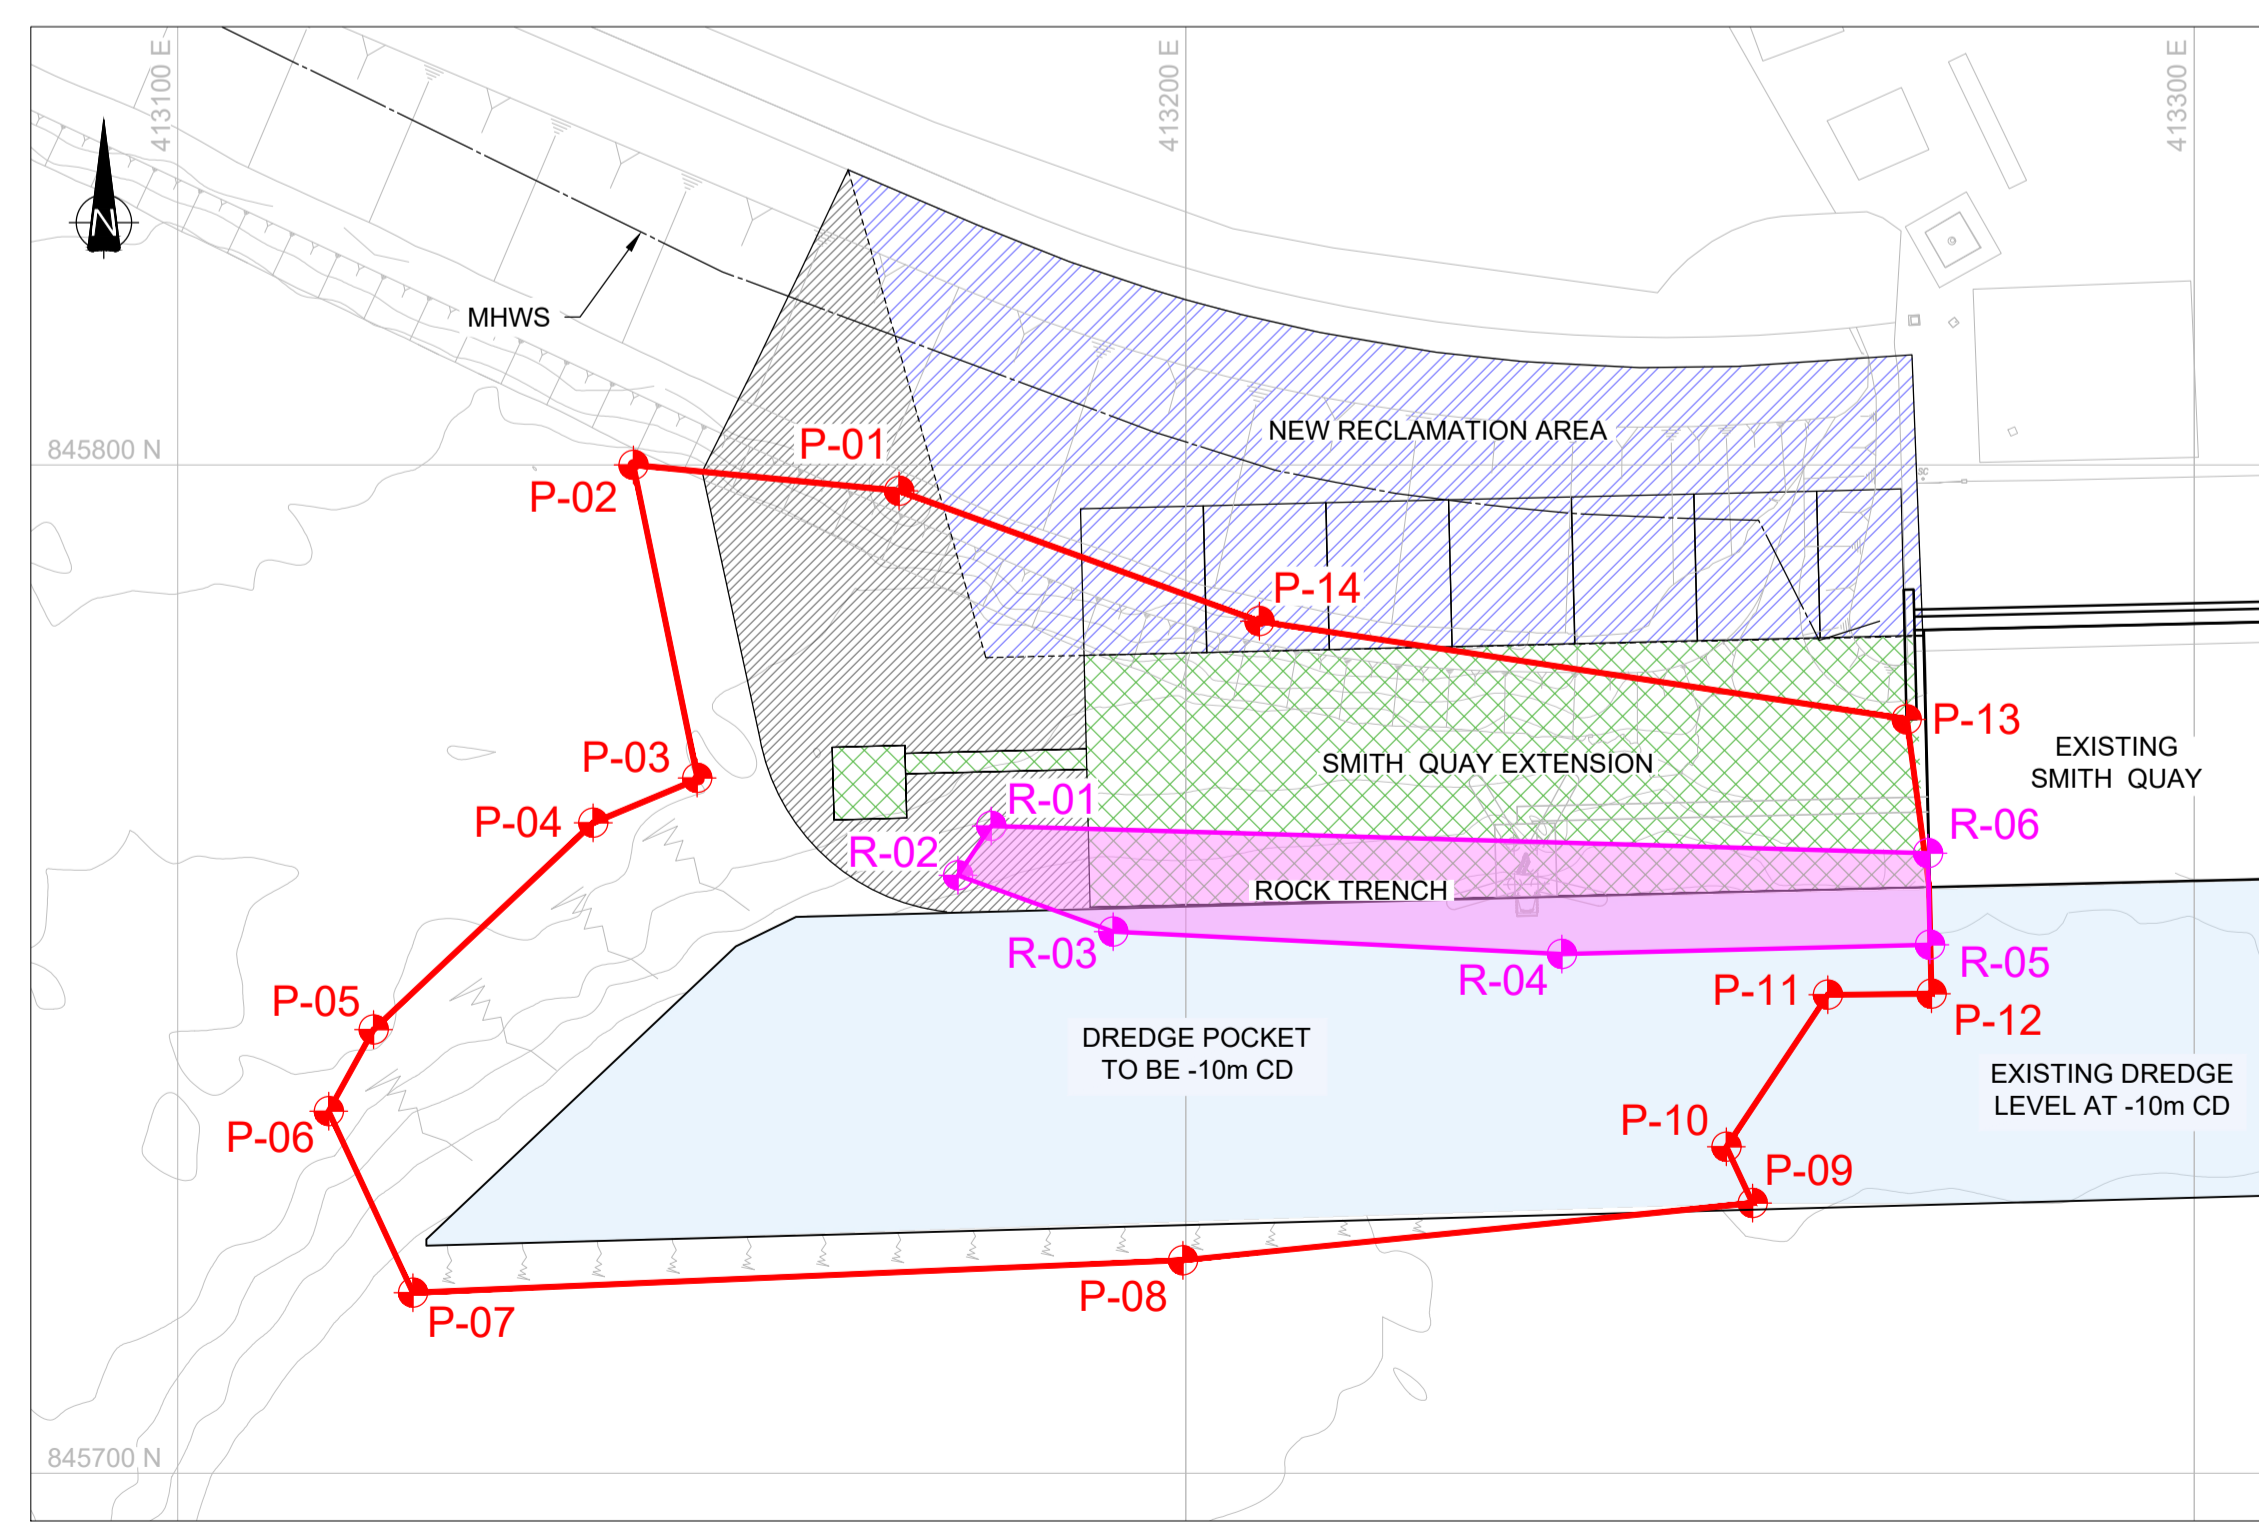 413100 E
413200 E
413300 E
N
MHWS
P-01
NEW RECLAMATION AREA
845800 N
P-02
SC
P-14
P-13
EXISTING
SMITH QUAY
P-03
SMITH QUAY EXTENSION
R-01
P-04
R-06
R-02
ROCK TRENCH
R-03
R-04
R-05
P-11
P-05
P-12
DREDGE POCKET
TO BE -10m CD
EXISTING DREDGE
LEVEL AT -10m CD
P-10
P-06
P-09
P-08
P-07
845700 N